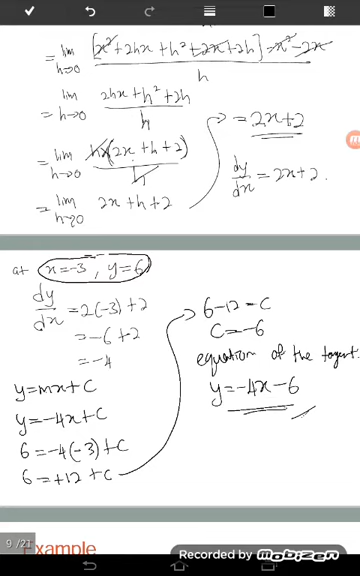 = lim h→0 [x² + 2hx + h² + 2x + 2h] - x² - 2x / h
= lim h→0 2hx + h² + 2h / h
= lim h→0 h(2x + h + 2) / h
= lim h→0 2x + h + 2
= 2x + 2
dy/dx = 2x + 2.
at x = -3, y = 6
dy/dx = 2(-3) + 2
= -6 + 2
= -4
y = mx + C
y = -4x + C
6 = -4(-3) + C
6 = +12 + C
6 - 12 = C
C = -6
equation of the tagent.
y = -4x - 6
9 / 21
Example
Recorded by Mobizen